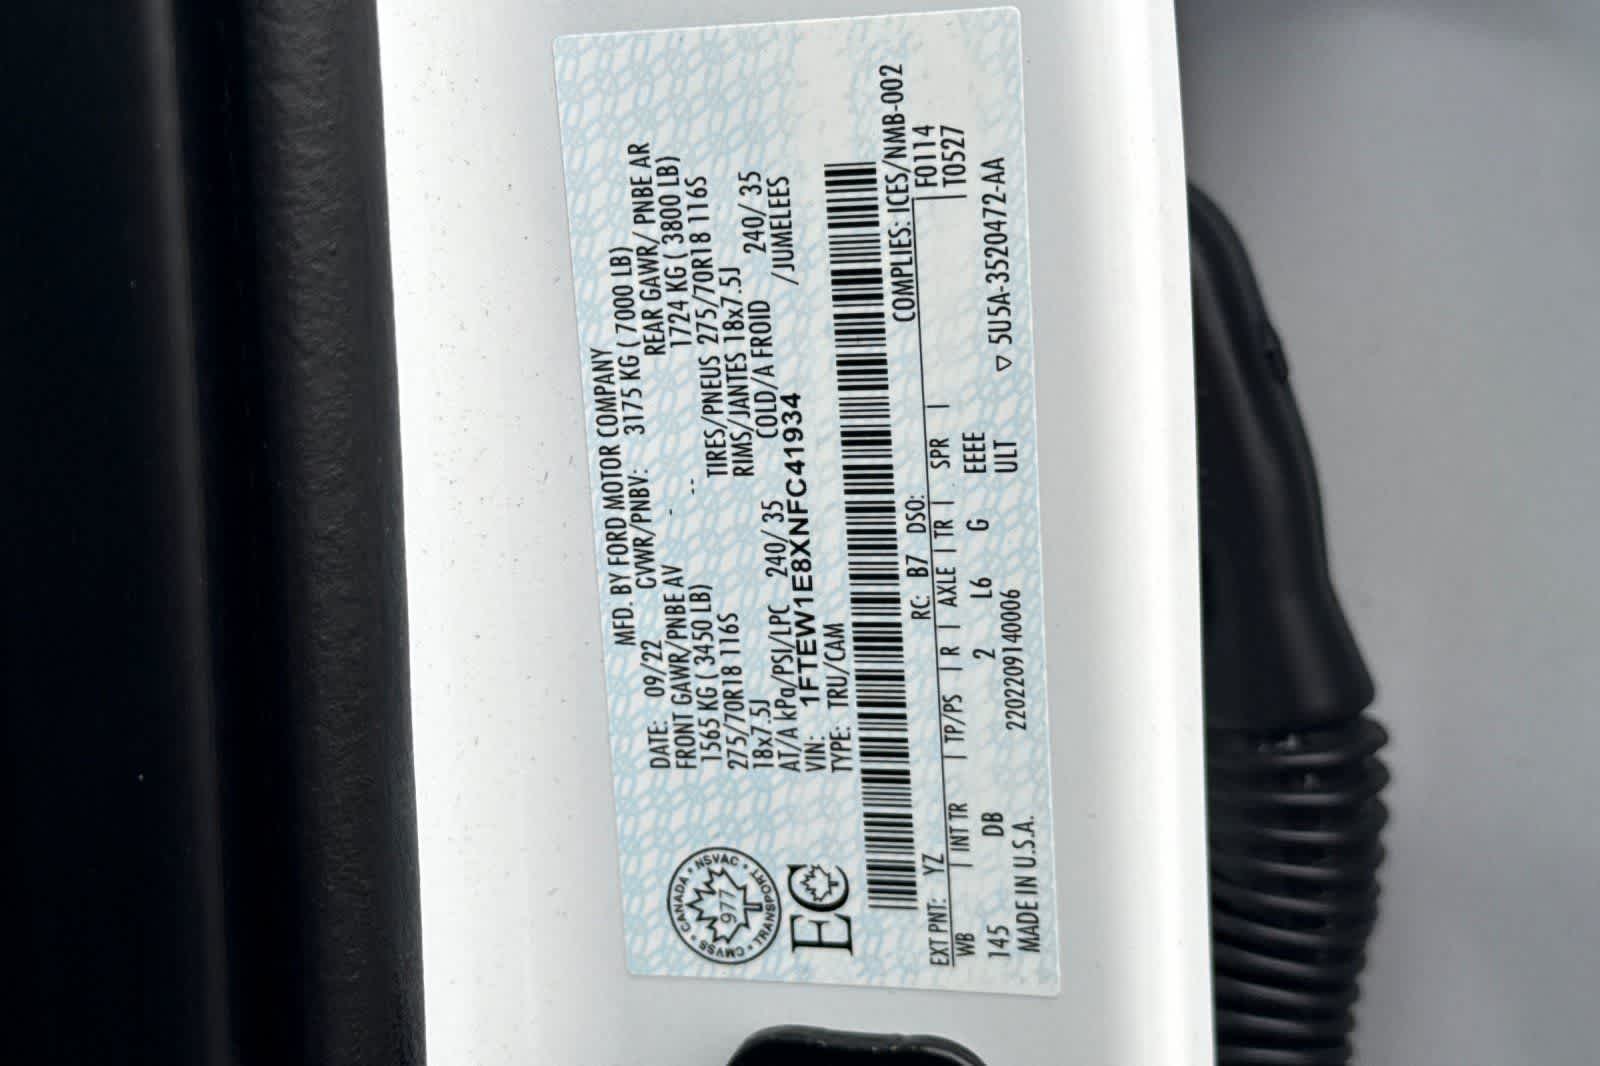 MFD. BY FORD MOTOR COMPANY
DATE: 09/22 GVWR/PNBV: 3175 KG ( 7000 LB)
FRONT GAWR/PNBE AV REAR GAWR/ PNBE AR
1565 KG ( 3450 LB) - -- 1724 KG ( 3800 LB)
275/70R18 116S TIRES/PNEUS 275/70R18 116S
18x7.5J RIMS/JANTES 18x7.5J
AT/A kPa/PSI/LPC 240/ 35 COLD/A FROID 240/ 35
VIN: 1FTEW1E8XNFC41934 /JUMELEES
TYPE: TRU/CAM
CANADA • NSVAC • TRANSPORT • CMVSS •
977
EC
COMPLIES: ICES/NMB-002
EXT PNT: YZ RC: B7 DSO: F0114
WB | INT TR | TP/PS | R | AXLE | TR | SPR | T0527
145 DB 2 L6 G EEE
MADE IN U.S.A. 220220914 0006 ULT ▽ 5U5A-3520472-AA